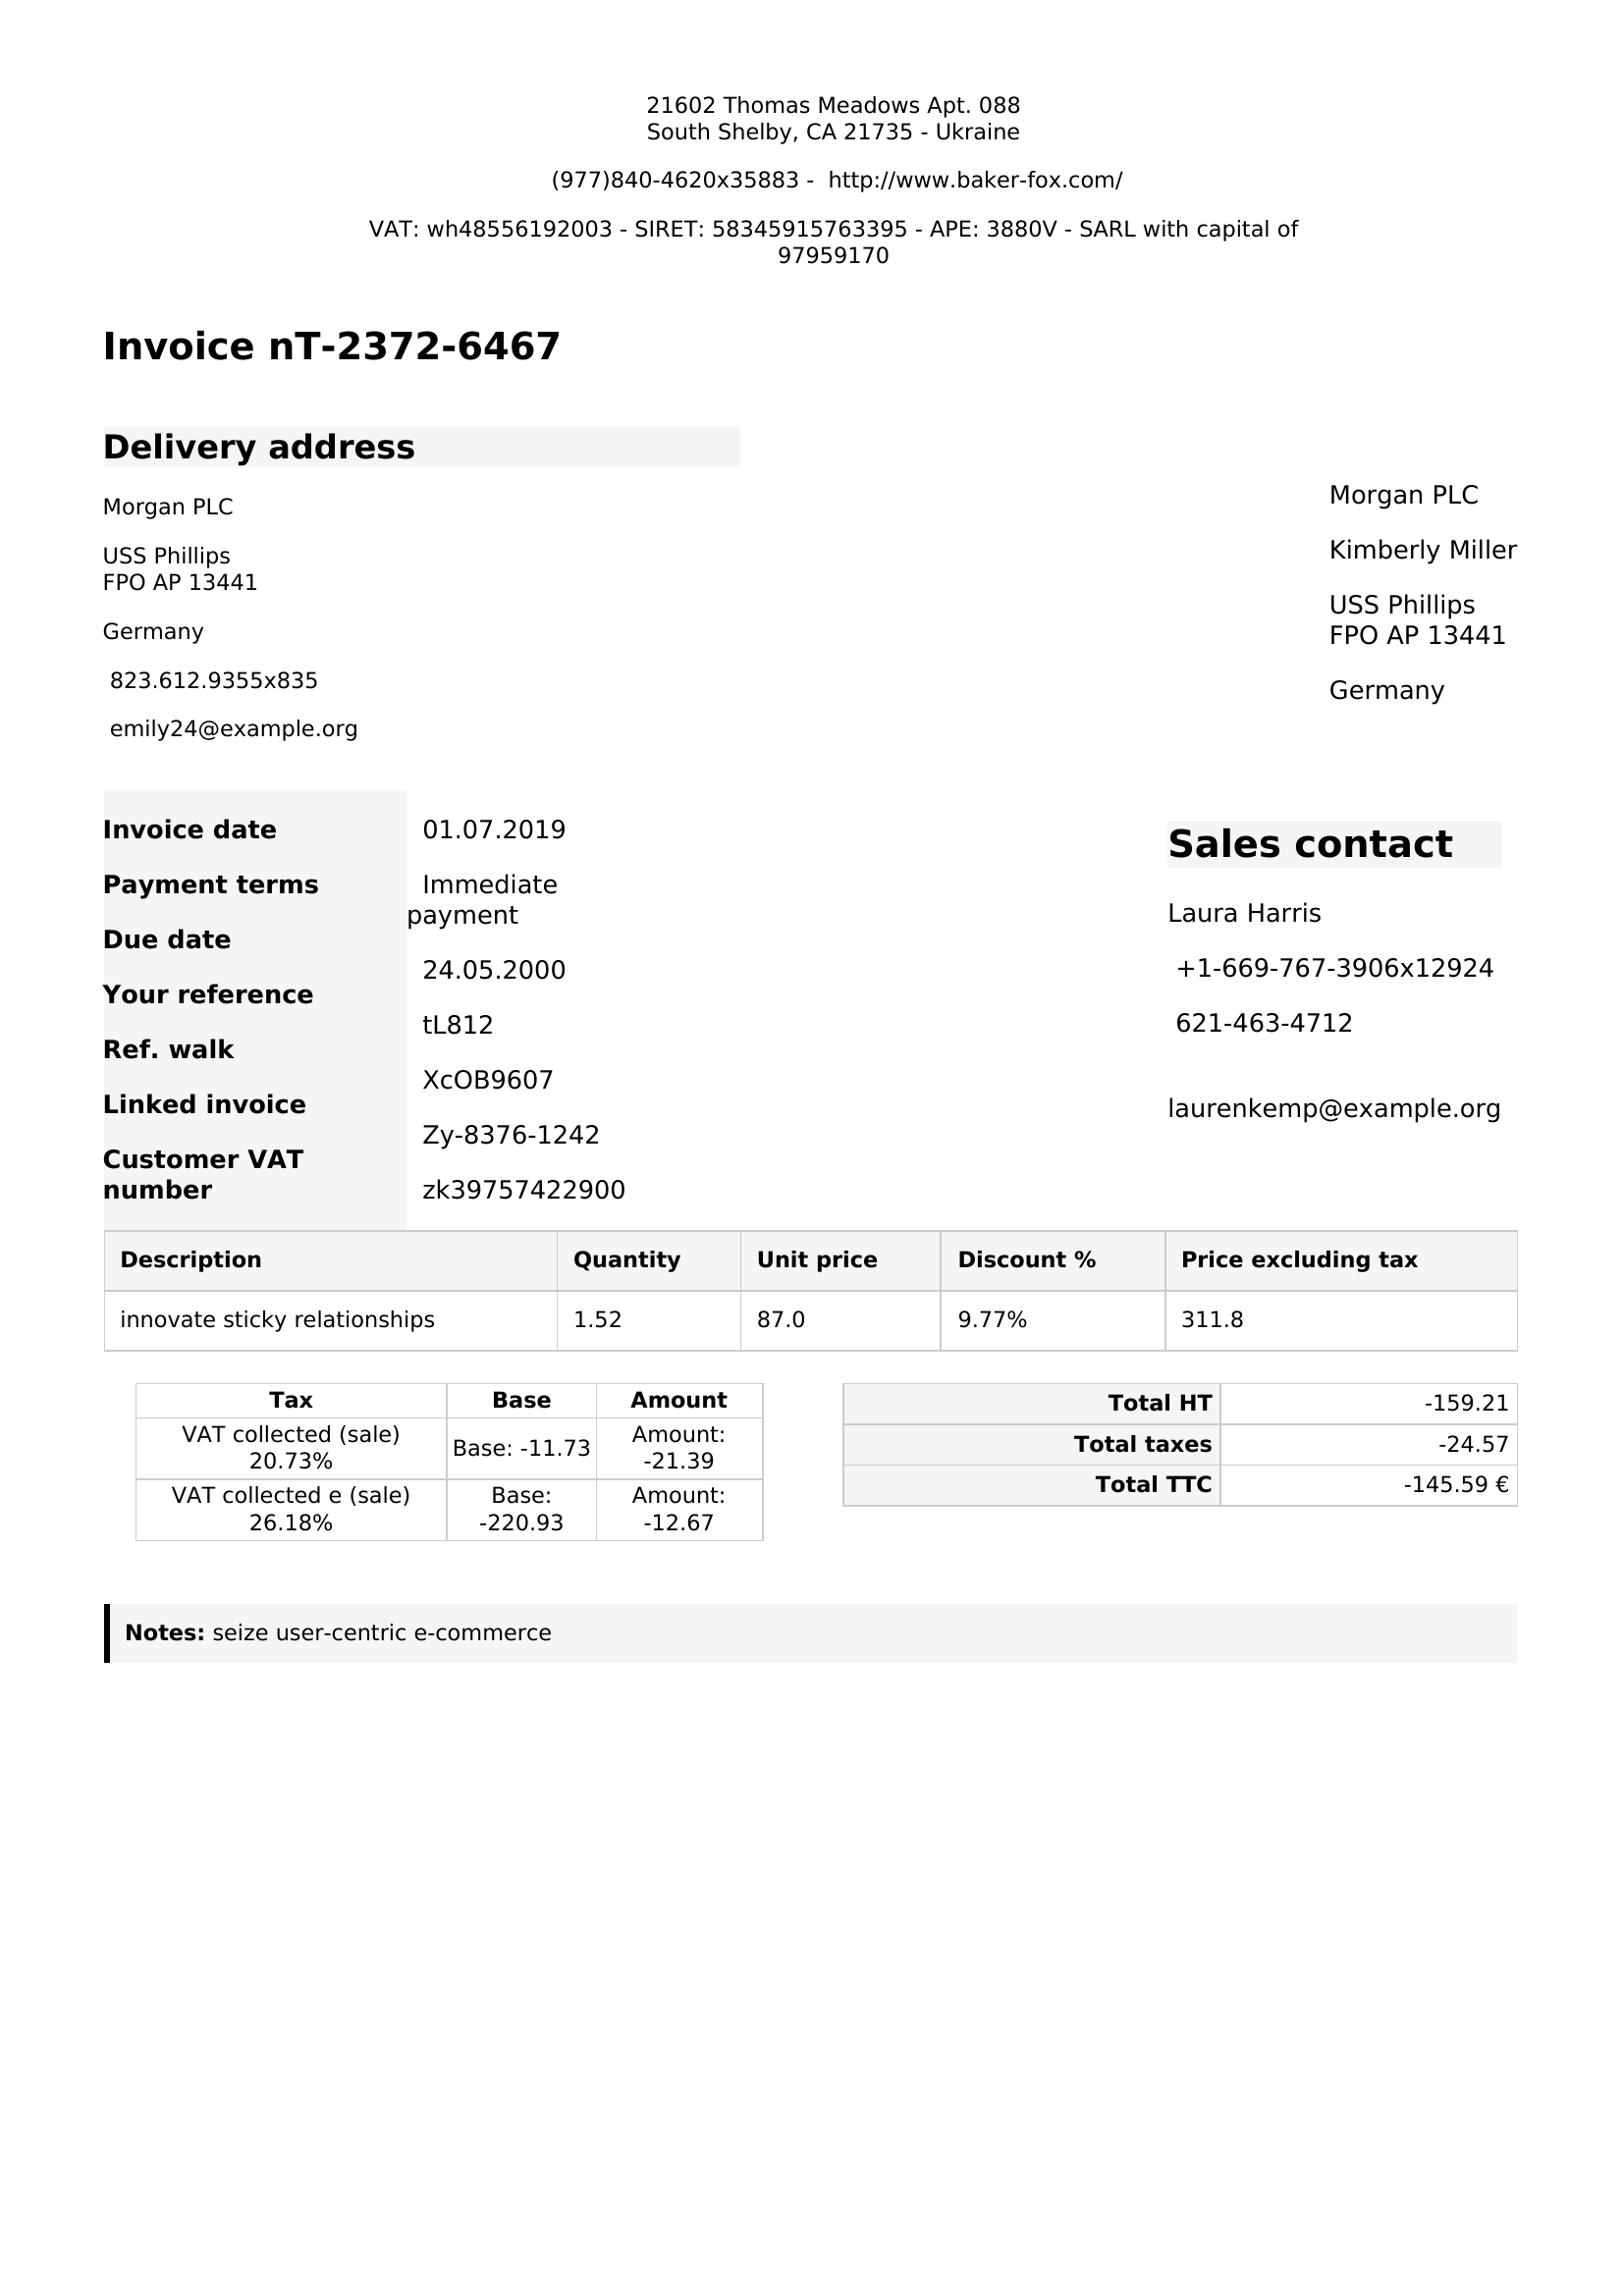 21602 Thomas Meadows Apt. 088
South Shelby, CA 21735 - Ukraine
(977)840-4620x35883 - http://www.baker-fox.com/
VAT: wh48556192003 - SIRET: 58345915763395 - APE: 3880V - SARL with capital of
97959170
Invoice nT-2372-6467
Delivery address
Morgan PLC
USS Phillips
FPO AP 13441
Germany
823.612.9355x835
emily24@example.org
Morgan PLC
Kimberly Miller
USS Phillips
FPO AP 13441
Germany
Invoice date
Payment terms
Due date
Your reference
Ref. walk
Linked invoice
Customer VAT
number
01.07.2019
Immediate
payment
24.05.2000
tL812
XcOB9607
Zy-8376-1242
zk39757422900
Sales contact
Laura Harris
+1-669-767-3906x12924
621-463-4712
laurenkemp@example.org
Description Quantity Unit price Discount % Price excluding tax
innovate sticky relationships 1.52 87.0 9.77% 311.8
Tax Base Amount
VAT collected (sale)
20.73%
Base: -11.73
Amount:
-21.39
VAT collected e (sale)
26.18%
Base:
-220.93
Amount:
-12.67
Total HT -159.21
Total taxes -24.57
Total TTC -145.59 €
Notes: seize user-centric e-commerce